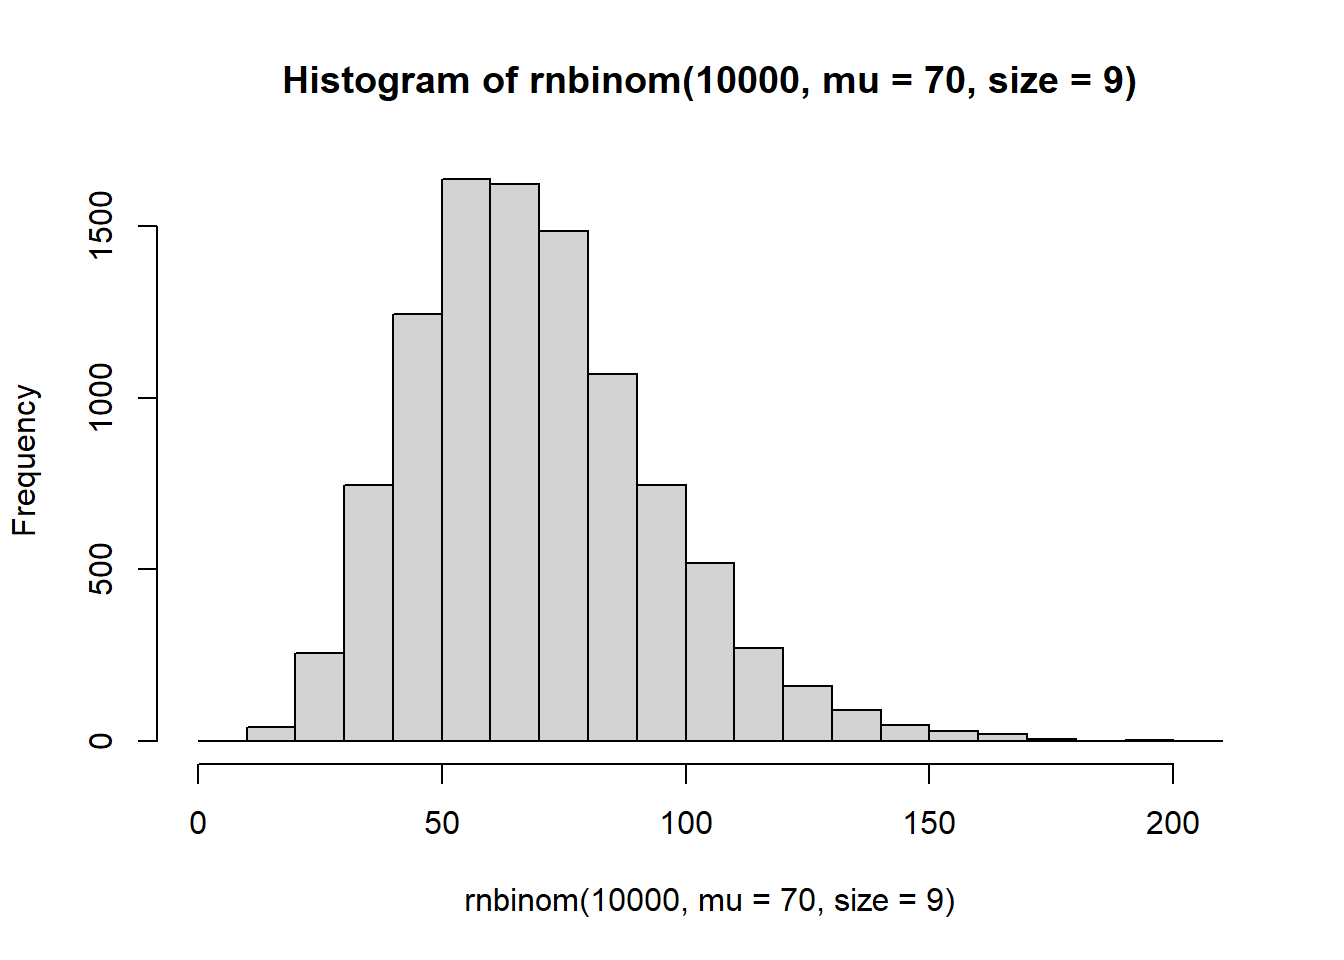 Histogram of rnbinom(10000, mu = 70, size = 9)
Frequency
1500
1000
500
0
0 50 100 150 200
rnbinom(10000, mu = 70, size = 9)